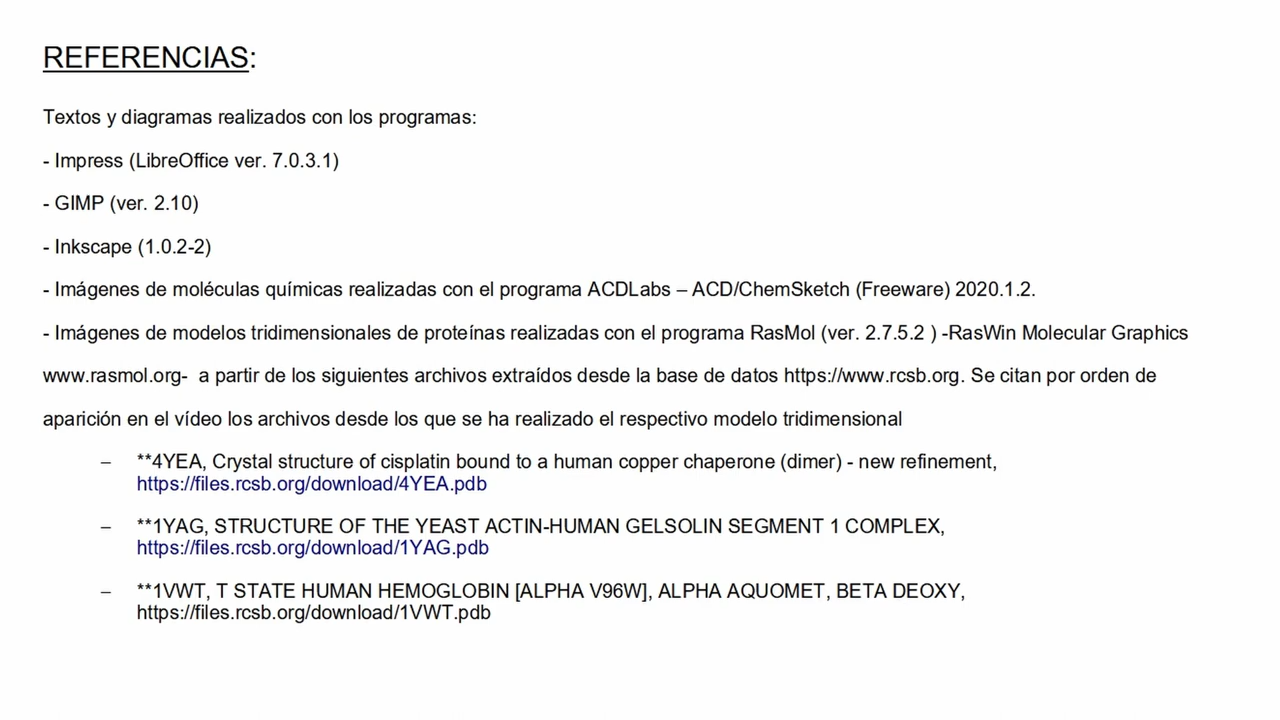 REFERENCIAS:
Textos y diagramas realizados con los programas:
- Impress (LibreOffice ver. 7.0.3.1)
- GIMP (ver. 2.10)
- Inkscape (1.0.2-2)
- Imágenes de moléculas químicas realizadas con el programa ACDLabs – ACD/ChemSketch (Freeware) 2020.1.2.
- Imágenes de modelos tridimensionales de proteínas realizadas con el programa RasMol (ver. 2.7.5.2 ) -RasWin Molecular Graphics
www.rasmol.org-  a partir de los siguientes archivos extraídos desde la base de datos https://www.rcsb.org. Se citan por orden de
aparición en el vídeo los archivos desde los que se ha realizado el respectivo modelo tridimensional
– **4YEA, Crystal structure of cisplatin bound to a human copper chaperone (dimer) - new refinement,
https://files.rcsb.org/download/4YEA.pdb
– **1YAG, STRUCTURE OF THE YEAST ACTIN-HUMAN GELSOLIN SEGMENT 1 COMPLEX,
https://files.rcsb.org/download/1YAG.pdb
– **1VWT, T STATE HUMAN HEMOGLOBIN [ALPHA V96W], ALPHA AQUOMET, BETA DEOXY,
https://files.rcsb.org/download/1VWT.pdb